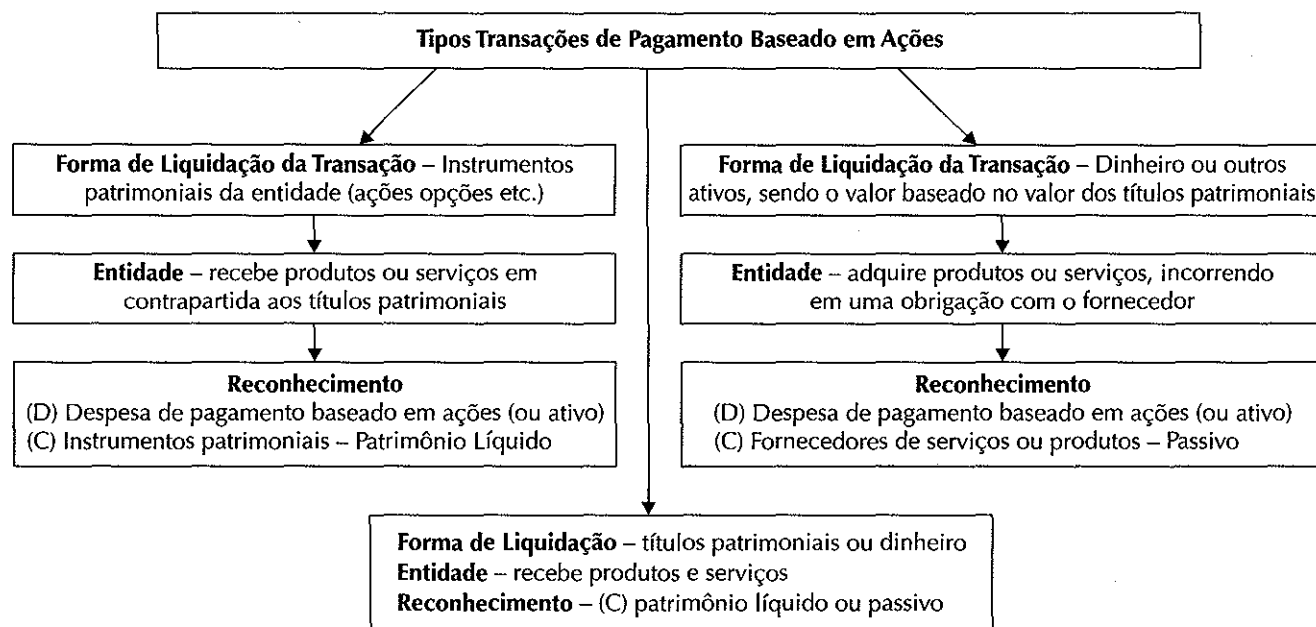 Tipos Transações de Pagamento Baseado em Ações
Forma de Liquidação da Transação – Instrumentos
patrimoniais da entidade (ações opções etc.)
Entidade – recebe produtos ou serviços em
contrapartida aos títulos patrimoniais
Reconhecimento
(D) Despesa de pagamento baseado em ações (ou ativo)
(C) Instrumentos patrimoniais – Patrimônio Líquido
Forma de Liquidação da Transação – Dinheiro ou outros
ativos, sendo o valor baseado no valor dos títulos patrimoniais
Entidade – adquire produtos ou serviços, incorrendo
em uma obrigação com o fornecedor
Reconhecimento
(D) Despesa de pagamento baseado em ações (ou ativo)
(C) Fornecedores de serviços ou produtos – Passivo
Forma de Liquidação – títulos patrimoniais ou dinheiro
Entidade – recebe produtos e serviços
Reconhecimento – (C) patrimônio líquido ou passivo